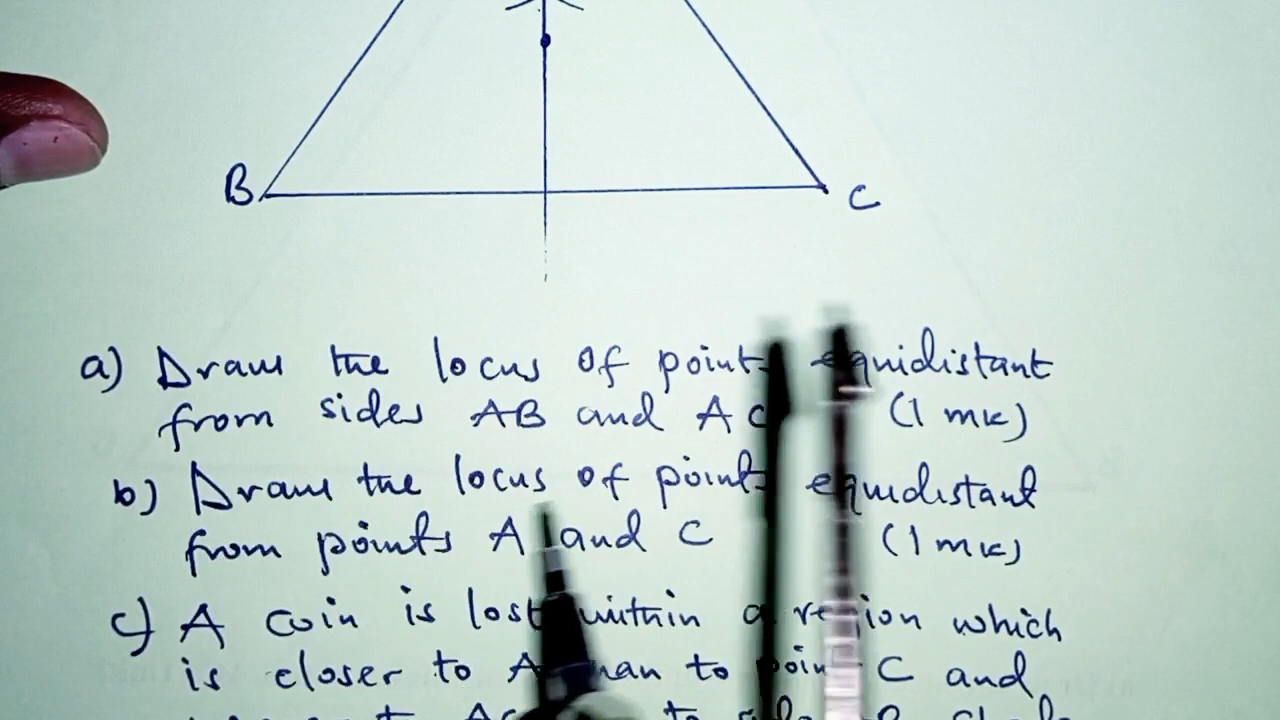 B
C
a) Draw the locus of points equidistant
from sides AB and AC (1 mk)
b) Draw the locus of points equidistant
from points A and C (1 mk)
c) A coin is lost within a region which
is closer to A than to point C and
to